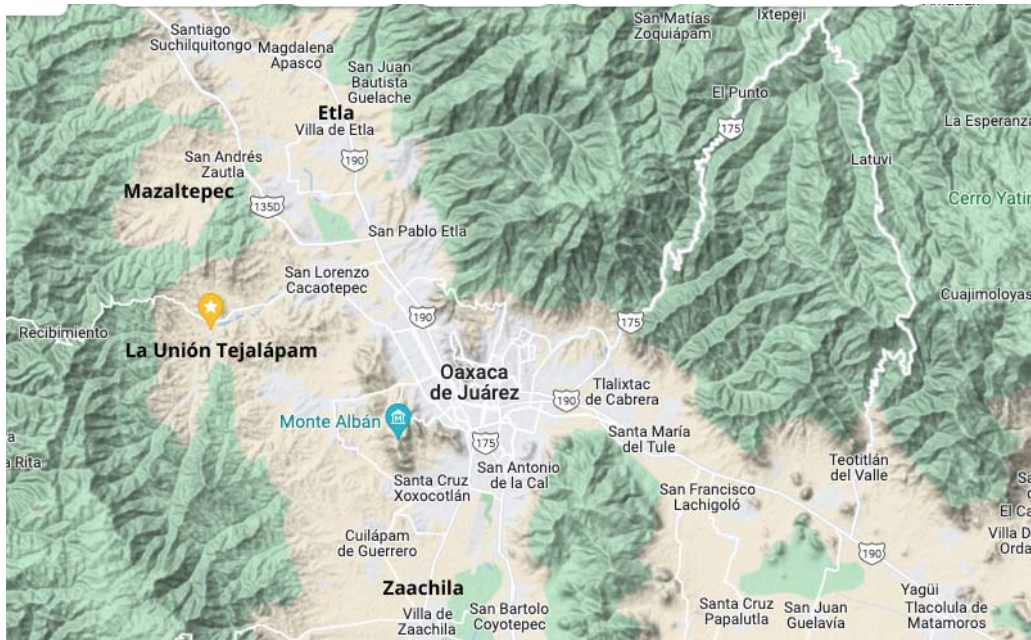 Ixtepeji
San Matías
Zoquiápam
Santiago
Suchilquitongo
Magdalena
Apasco
San Juan
Bautista
Guelache
El Punto
Etla
Villa de Etla
175
La Esperanza
190
San Andrés
Zautla
Latuvi
Mazaltepec
Cerro Yatin
135D
San Pablo Etla
San Lorenzo
Cacaotepec
Cuajimoloyas
190
175
Recibimiento
La Unión Tejalápam
Oaxaca
de Juárez
Tlalixtac
de Cabrera
190
Monte Albán
Santa María
del Tule
175
a Rita
San Antonio
de la Cal
Teotitlán
del Valle
Santa Cruz
Xoxocotlán
San Francisco
Lachigoló
El Ca
Cuilápam
de Guerrero
Villa D
Orda
190
Zaachila
Yagüi
Villa de
Zaachila
San Bartolo
Coyotepec
Santa Cruz
Papalutla
San Juan
Guelavía
Tlacolula de
Matamoros